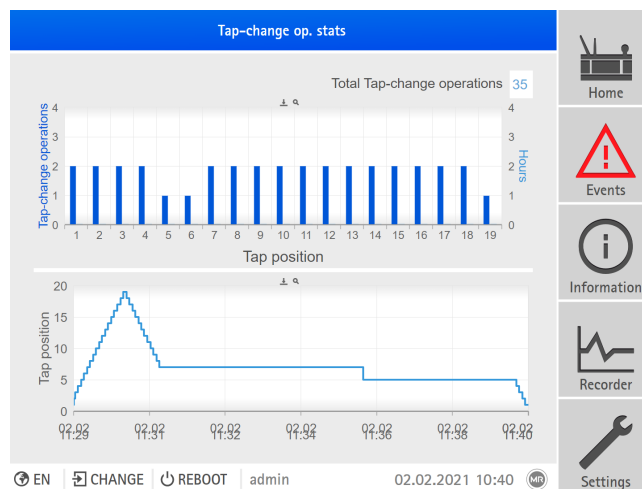 Tap-change op. stats
Total Tap-change operations 35
Tap-change operations
Hours
4 4
3 3
2 2
1 1
0 0
1 2 3 4 5 6 7 8 9 10 11 12 13 14 15 16 17 18 19
Tap position
Tap position
20
15
10
5
0
02.02 02.02 02.02 02.02 02.02 02.02 02.02
11:29 11:31 11:32 11:34 11:36 11:38 11:40
EN CHANGE REBOOT admin 02.02.2021 10:40 MR
Home
Events
Information
Recorder
Settings